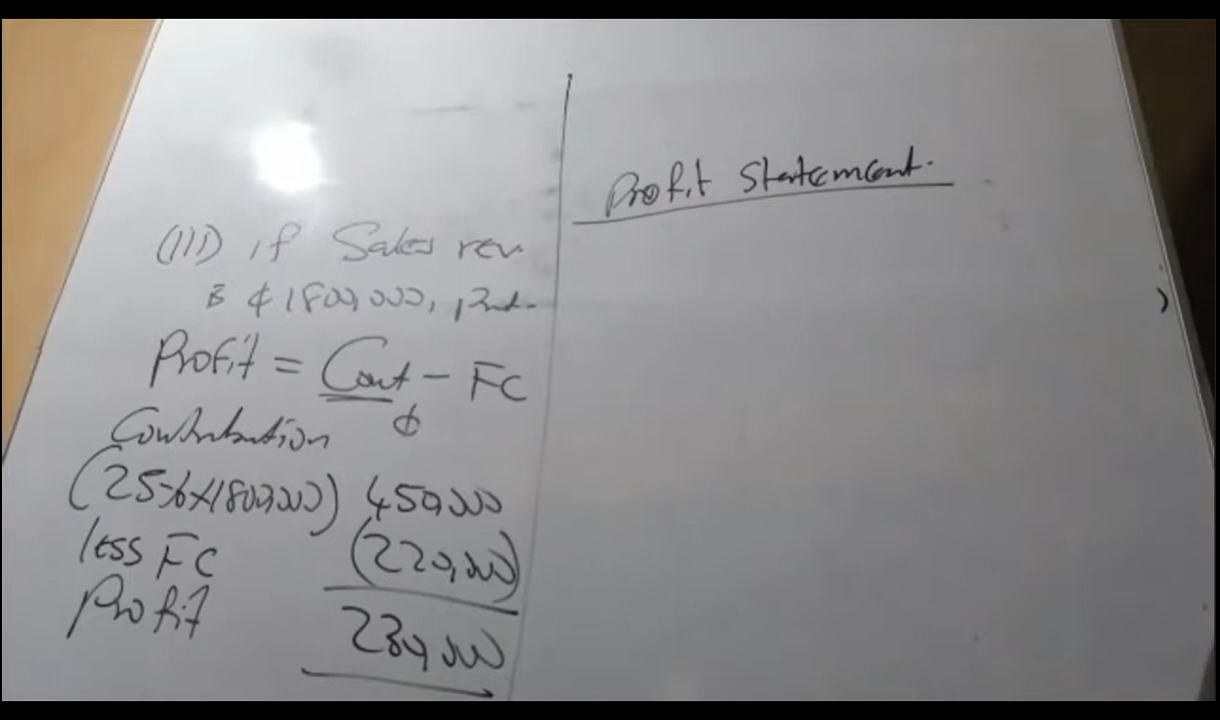 (III) if Sales rev.
is ¢1800,000,
Profit = Cont - FC
¢
Contribution
(25% x 1800,000) 450,000
less FC (220,000)
Profit 230,000
Profit Statement.